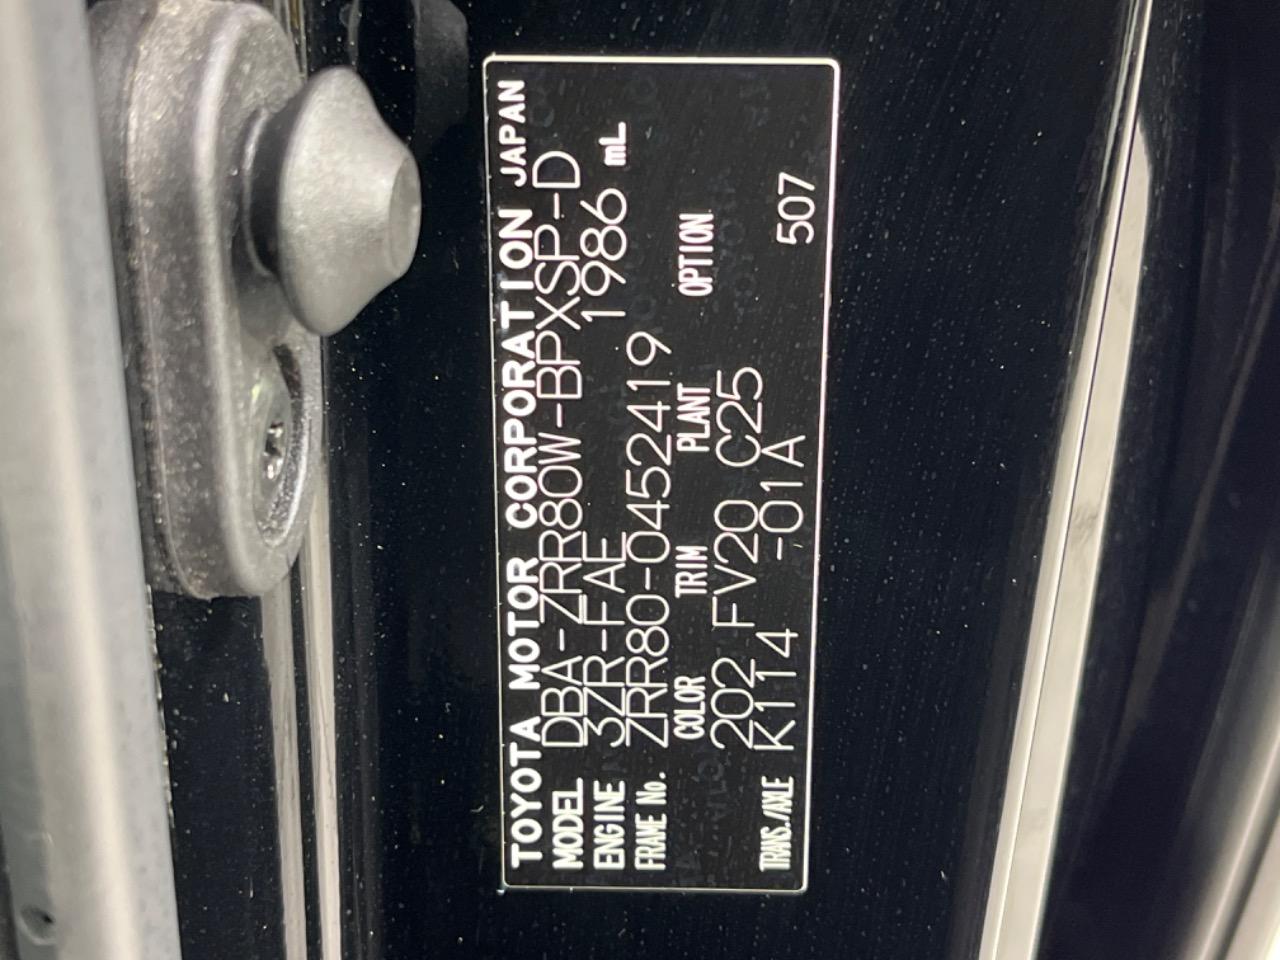 TOYOTA MOTOR CORPORATION JAPAN
MODEL DBA-ZRR80W-BPXSP-D
ENGINE 3ZR-FAE 1986 mL
FRAME No. ZRR80-0452419
COLOR TRIM PLANT OPTION
202 FV20 C25
TRANS./AXLE K114 -01A 507